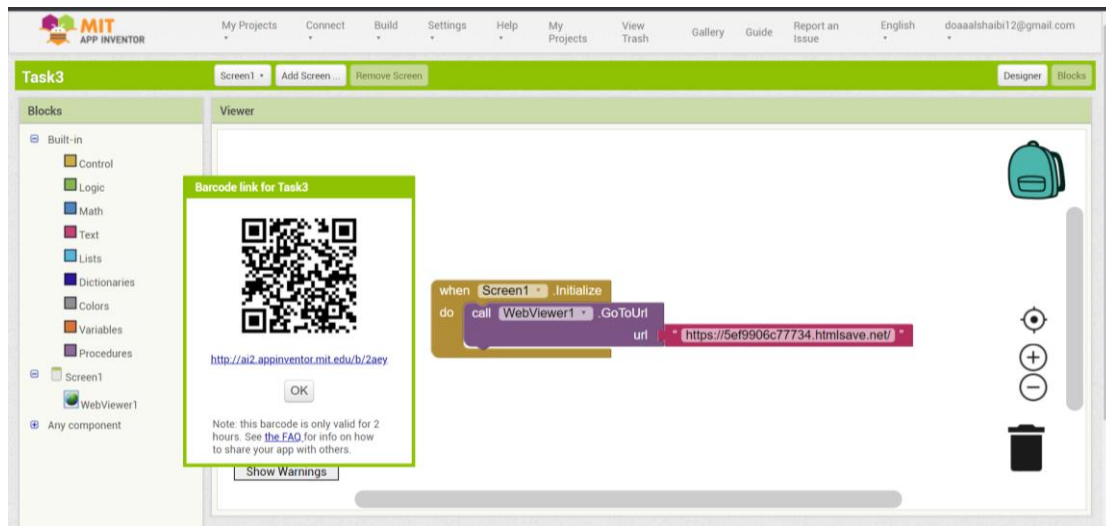 MIT
APP INVENTOR
My Projects
Connect
Build
Settings
Help
My Projects
View Trash
Gallery
Guide
Report an Issue
English
doaaalshaibi12@gmail.com
Task3
Screen1
Add Screen ...
Remove Screen
Designer
Blocks
Blocks
Viewer
Built-in
Control
Logic
Math
Text
Lists
Dictionaries
Colors
Variables
Procedures
Screen1
WebViewer1
Any component
Barcode link for Task3
http://ai2.appinventor.mit.edu/b/2aey
OK
Note: this barcode is only valid for 2
hours. See the FAQ for info on how
to share your app with others.
Show Warnings
when Screen1 .Initialize
do call WebViewer1 .GoToUrl
url " https://5ef9906c77734.htmlsave.net/ "